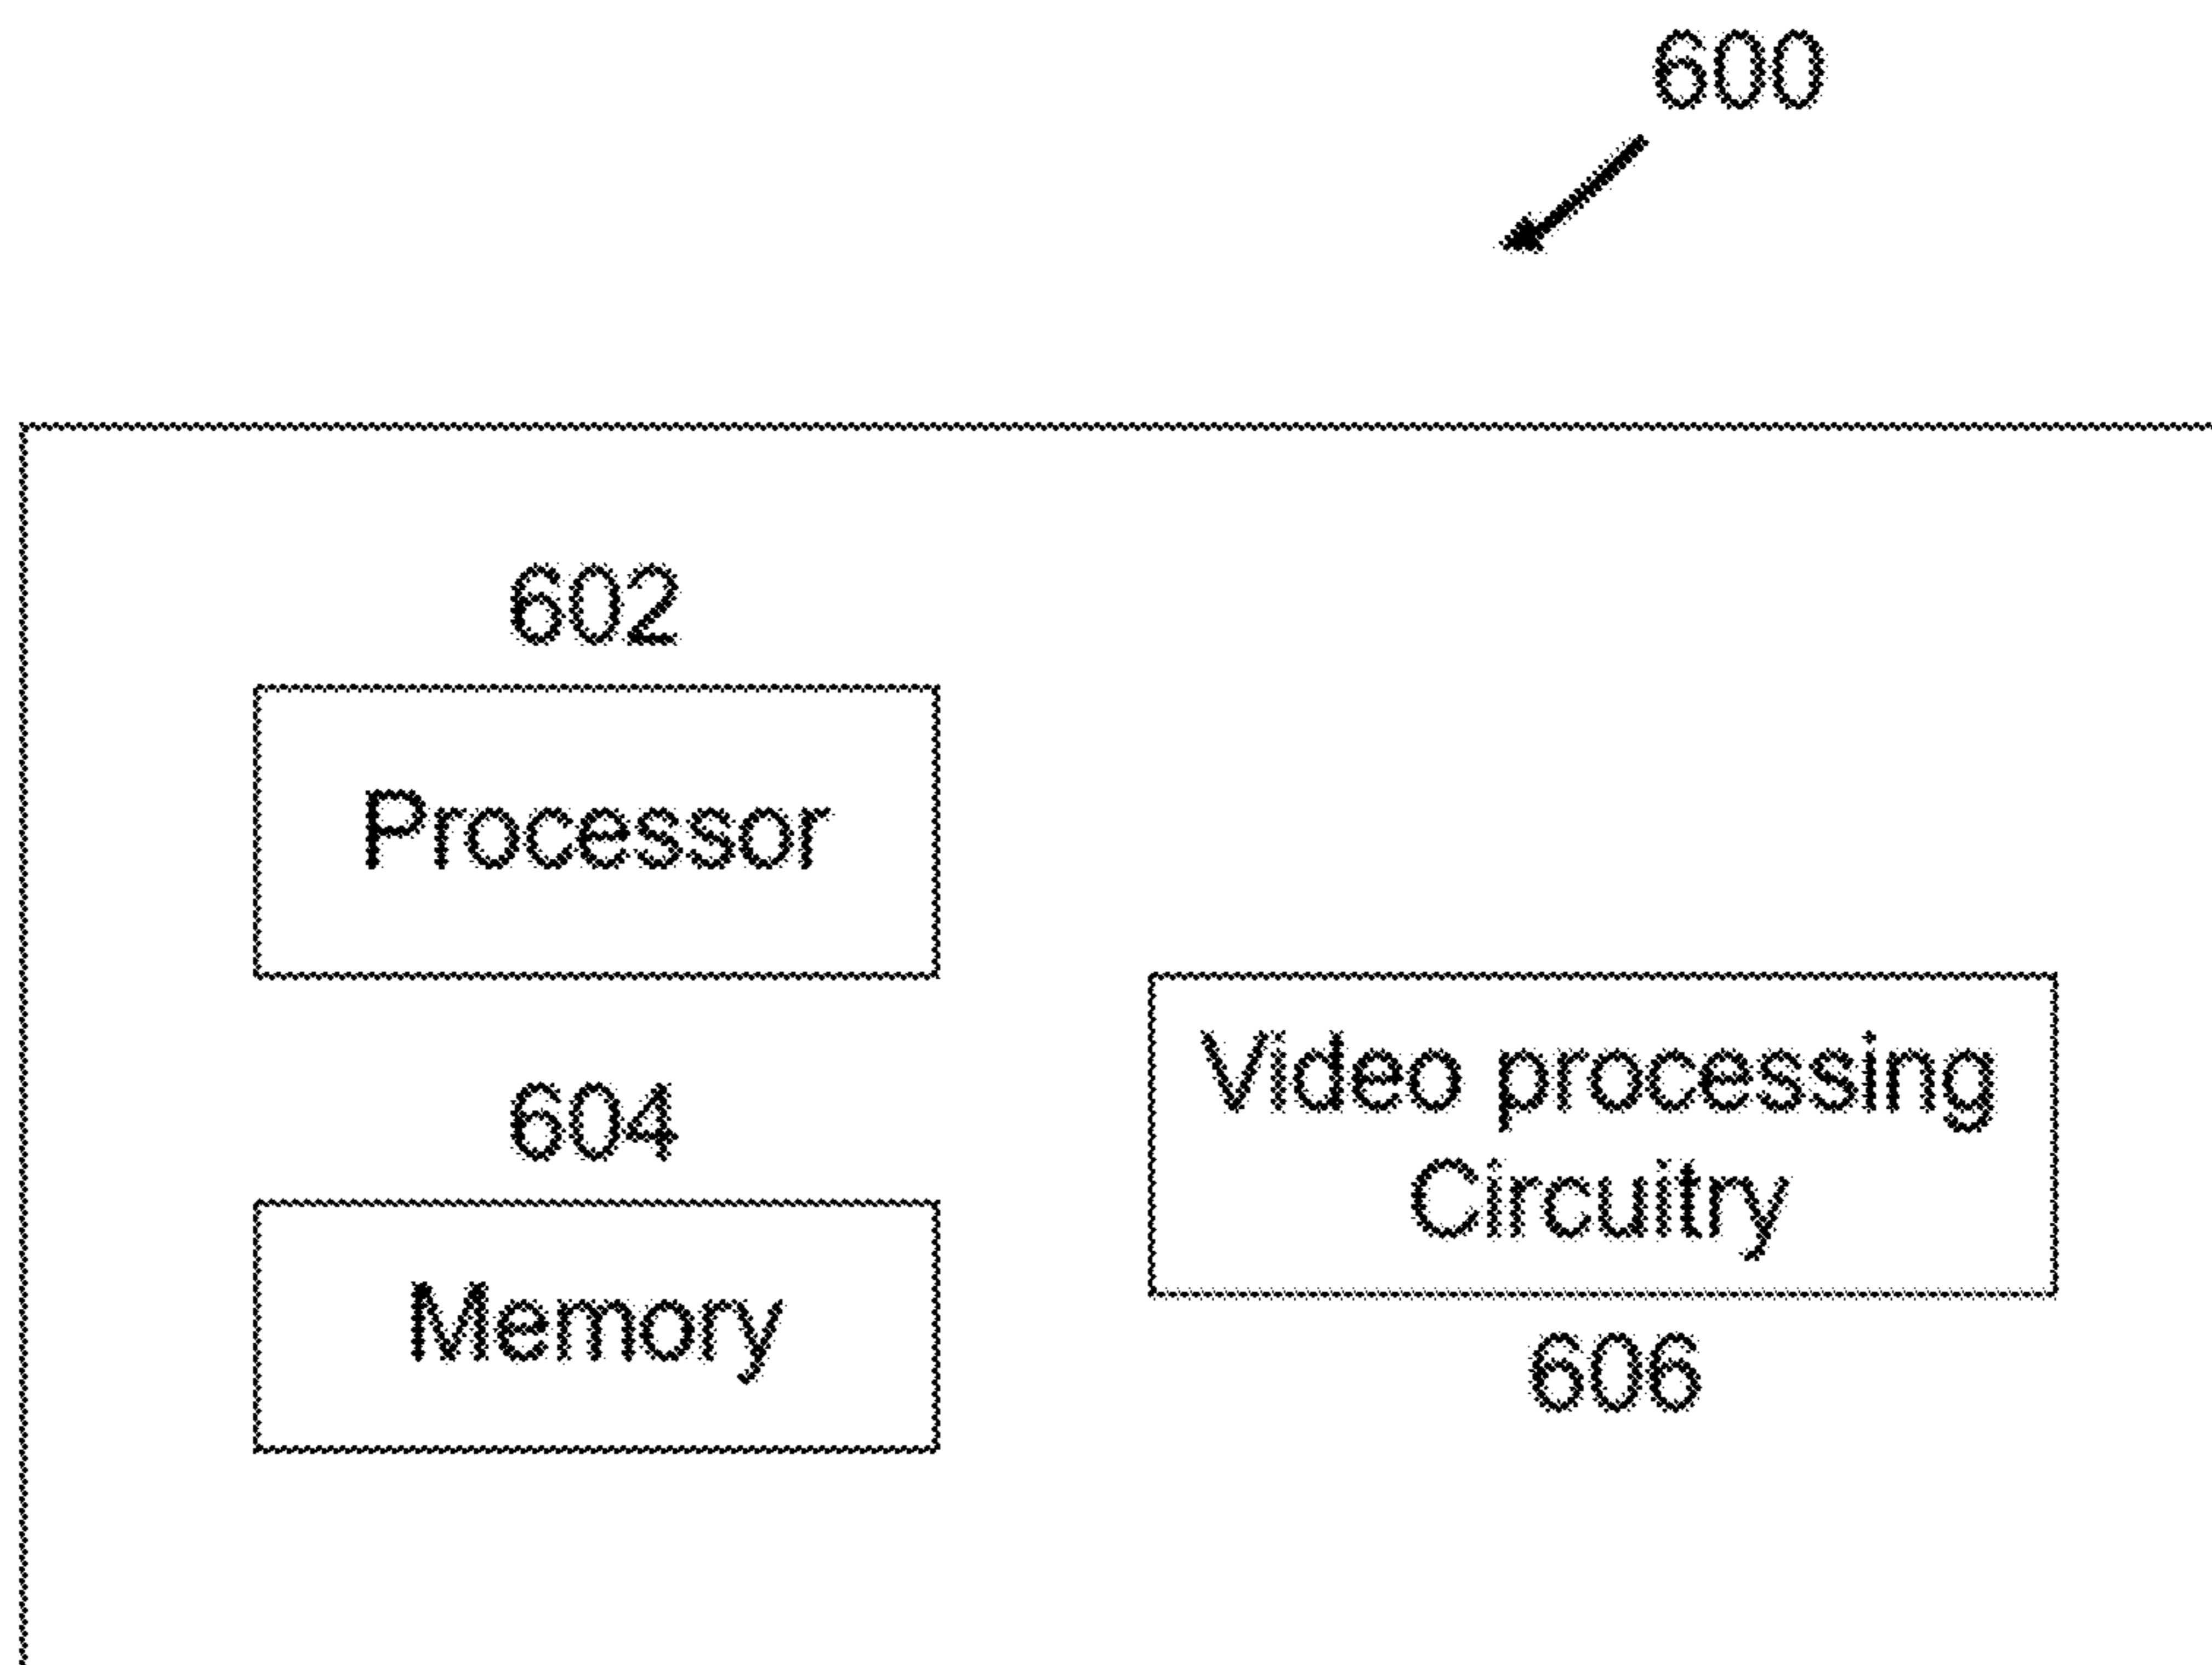 600
602
Processor
604
Memory
Video processing
Circuitry
606